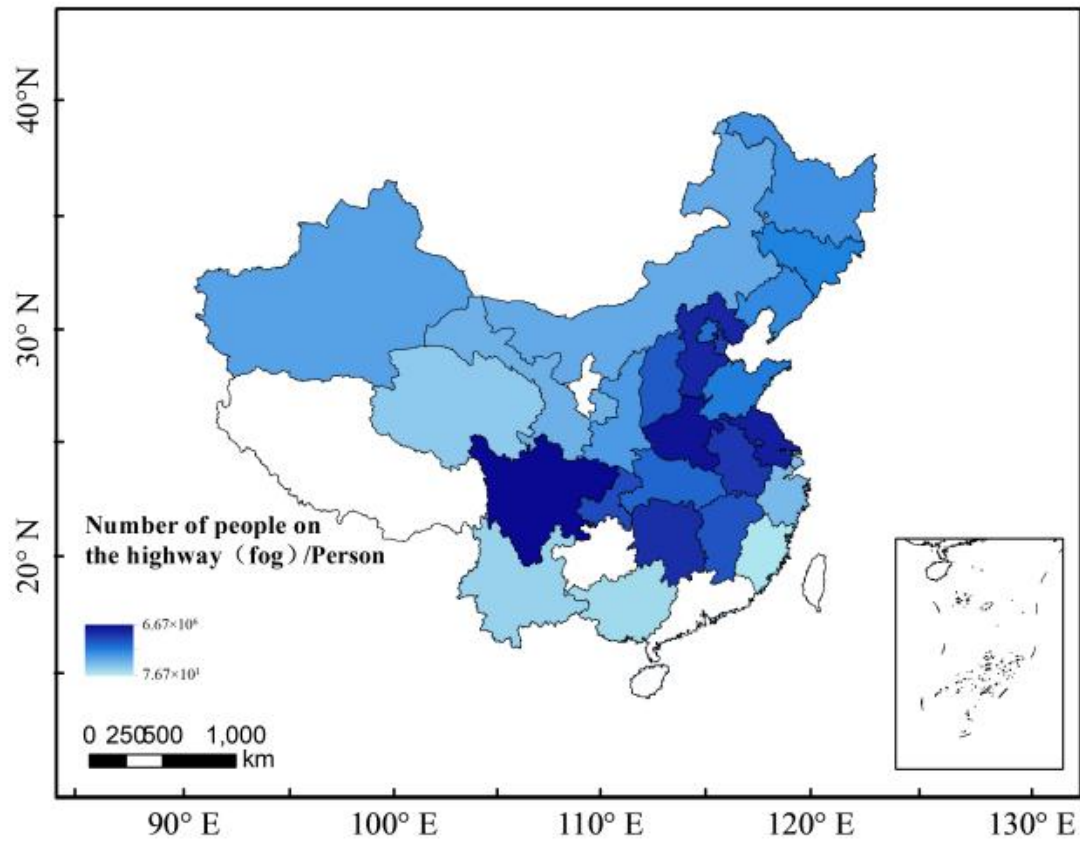 40°N
30°N
20°N
Number of people on
the highway（fog）/Person
6.67×10⁶
7.67×10¹
0 250500 1,000
km
90° E 100° E 110° E 120° E 130° E